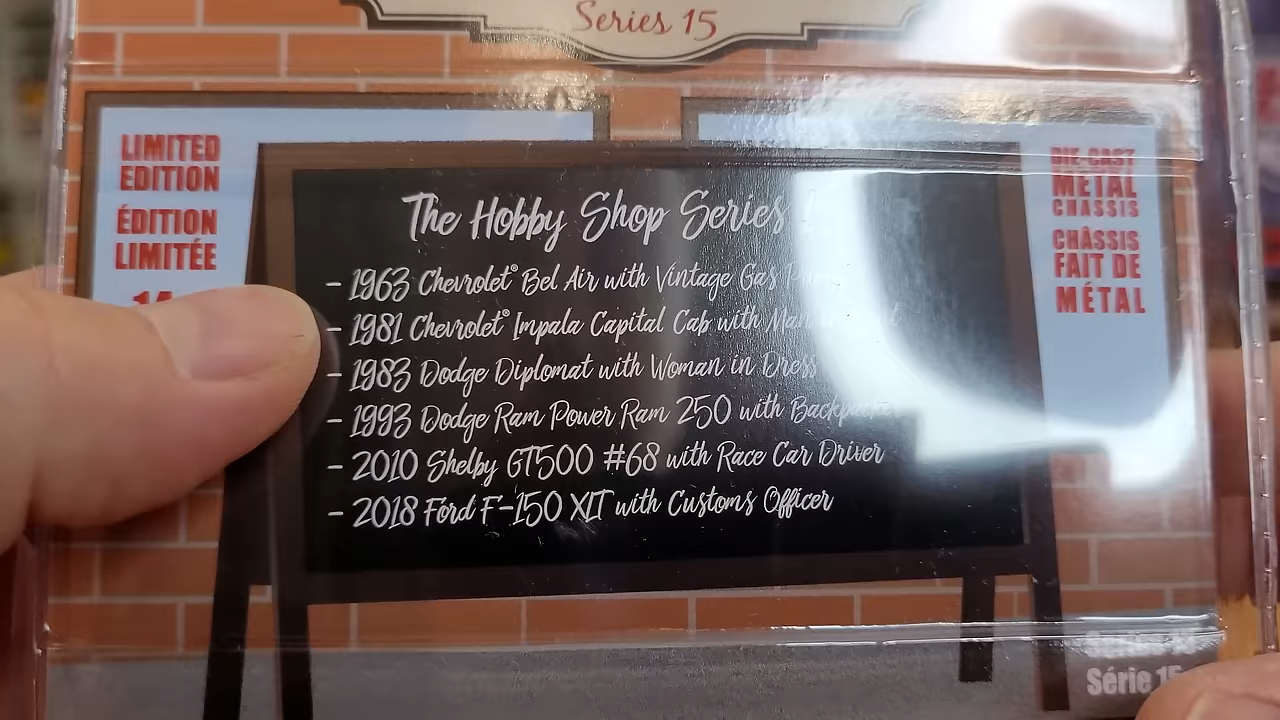 Series 15
LIMITED
EDITION
ÉDITION
LIMITÉE
The Hobby Shop Series
- 1963 Chevrolet® Bel Air with Vintage Gas
- 1981 Chevrolet® Impala Capital Cab with
- 1983 Dodge Diplomat with Woman in Dress
- 1993 Dodge Ram Power Ram 250 with Backpacker
- 2010 Shelby GT500 #68 with Race Car Driver
- 2018 Ford F-150 XLT with Customs Officer
DIE-CAST
METAL
CHASSIS
CHÂSSIS
FAIT DE
MÉTAL
Série 15